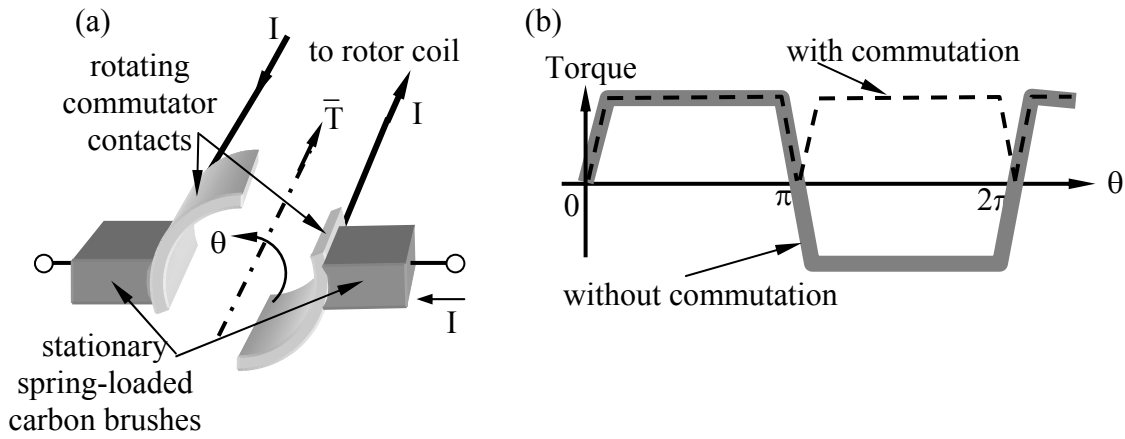 (a)
I
to rotor coil
rotating
commutator
contacts
T̅
I
θ
I
stationary
spring-loaded
carbon brushes
(b)
with commutation
Torque
0
π
2π
θ
without commutation